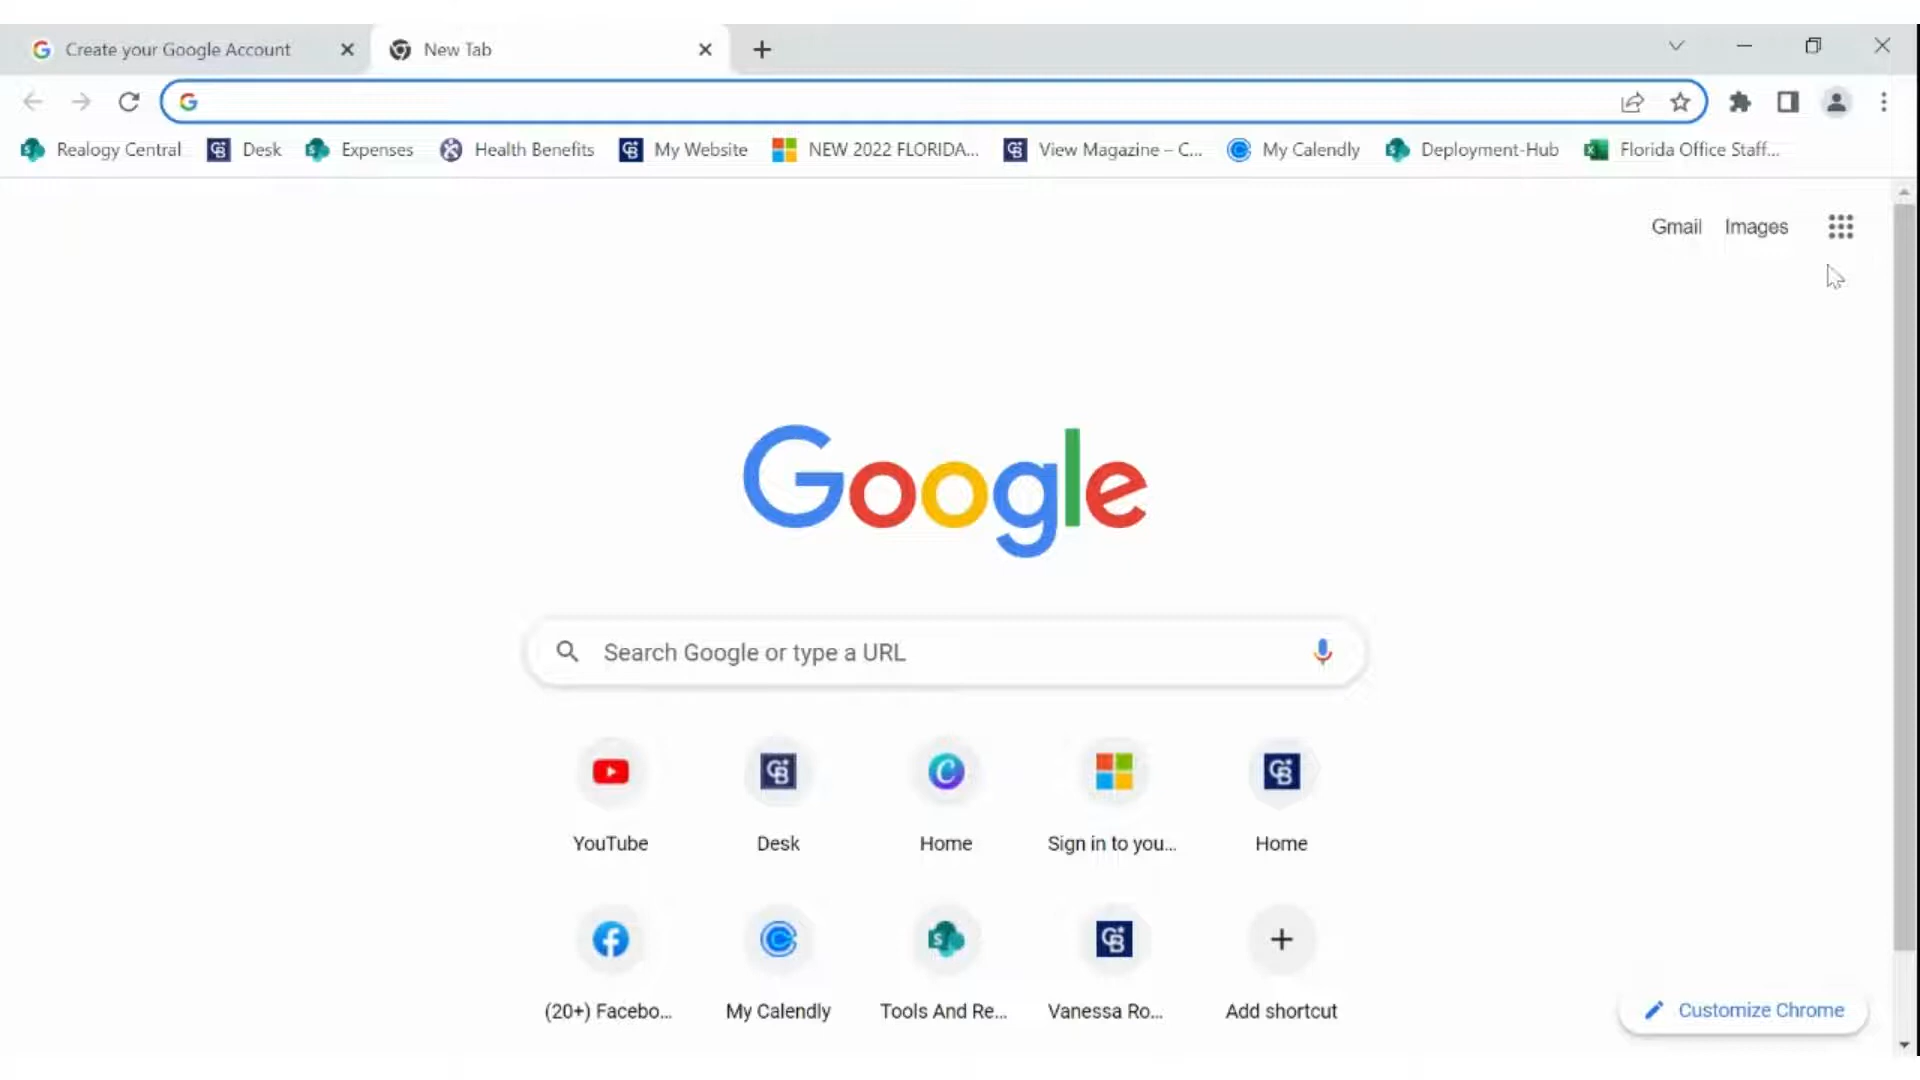 Create your Google Account
New Tab
Realogy Central
Desk
Expenses
Health Benefits
My Website
NEW 2022 FLORIDA...
View Magazine – C...
My Calendly
Deployment-Hub
Florida Office Staff...
Gmail
Images
Google
Search Google or type a URL
YouTube
Desk
Home
Sign in to you...
Home
(20+) Facebo...
My Calendly
Tools And Re...
Vanessa Ro...
Add shortcut
Customize Chrome